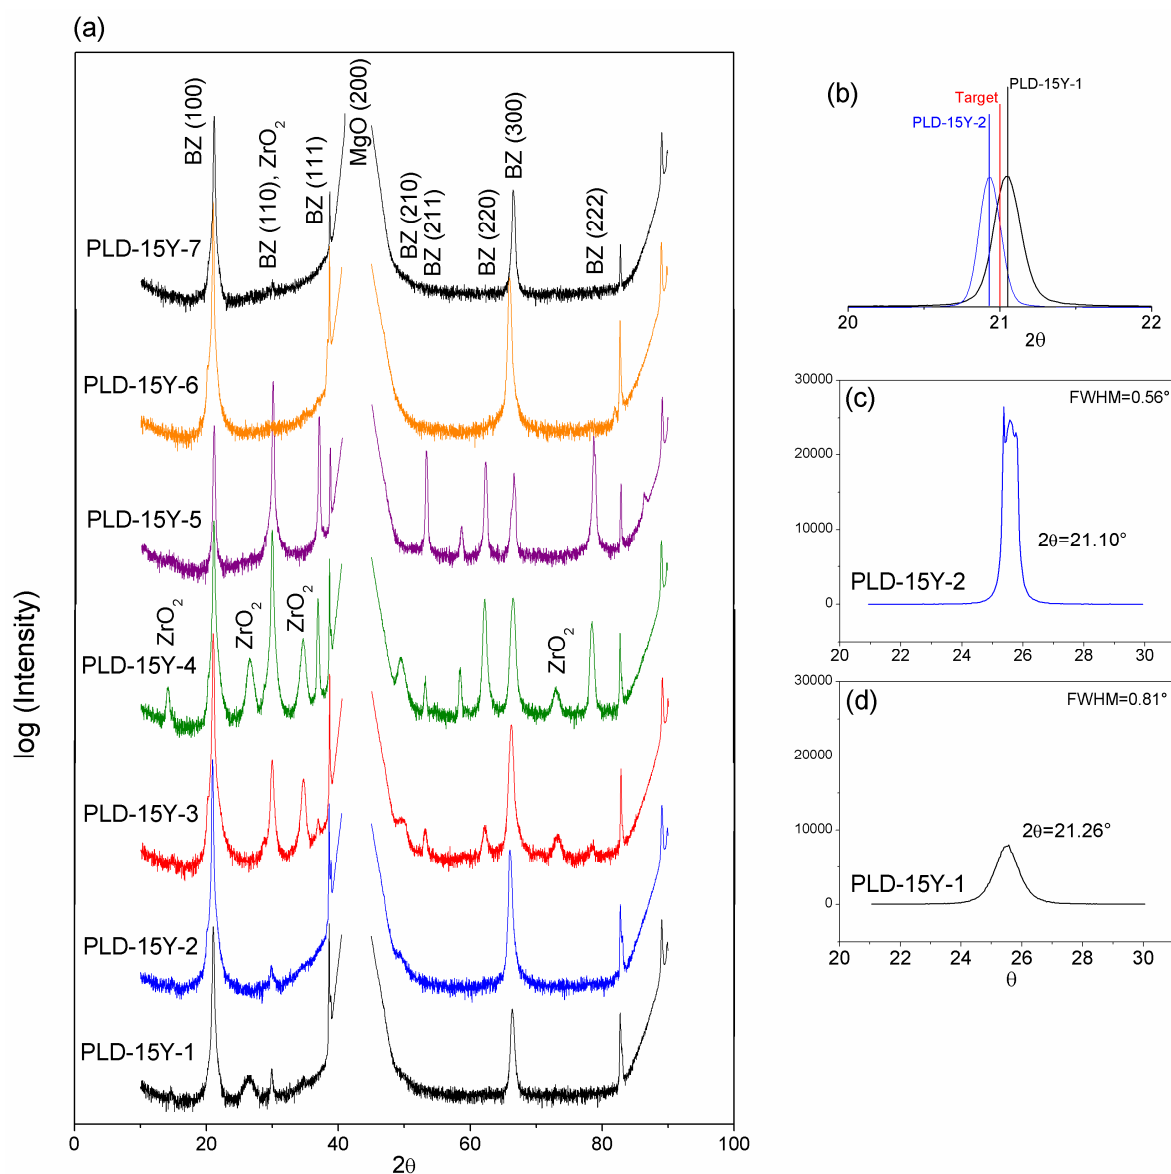 (a)
BZ (100)
BZ (110), ZrO2
BZ (111)
MgO (200)
BZ (210)
BZ (211)
BZ (220)
BZ (300)
BZ (222)
PLD-15Y-7
PLD-15Y-6
PLD-15Y-5
ZrO2
ZrO2
ZrO2
ZrO2
PLD-15Y-4
PLD-15Y-3
PLD-15Y-2
PLD-15Y-1
log (Intensity)
0 20 40 60 80 100
2θ
(b)
PLD-15Y-1
Target
PLD-15Y-2
20 21 22
2θ
(c)
FWHM=0.56°
30000
20000
10000
0
2θ=21.10°
PLD-15Y-2
20 22 24 26 28 30
(d)
FWHM=0.81°
30000
20000
10000
0
2θ=21.26°
PLD-15Y-1
20 22 24 26 28 30
θ